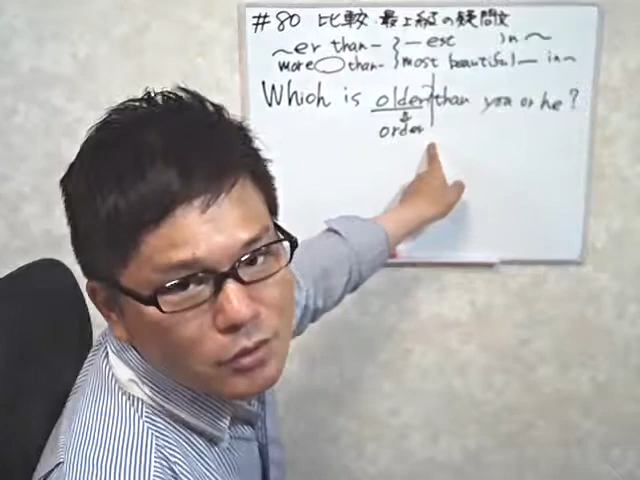 #80 比較・最上級の疑問文
〜er than- } -est in〜
more○than- } most beautiful- in〜
Which is older? than you or he?
order